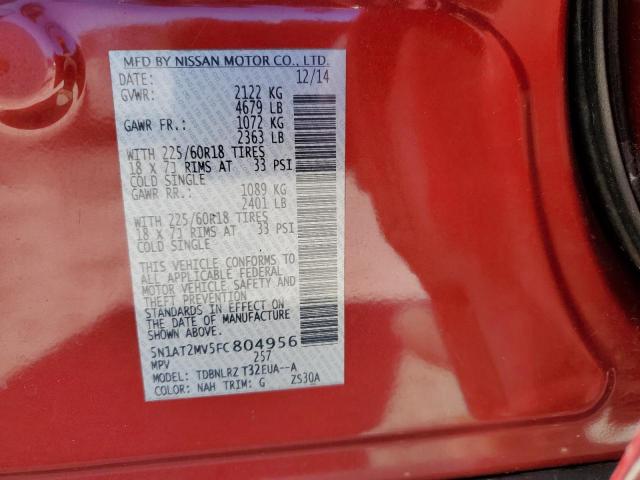 MFD BY NISSAN MOTOR CO., LTD.
DATE: 12/14
GVWR: 2122 KG
4679 LB
GAWR FR.: 1072 KG
2363 LB
WITH 225/60R18 TIRES
18 X 7J RIMS AT 33 PSI
COLD SINGLE
GAWR RR.: 1089 KG
2401 LB
WITH 225/60R18 TIRES
18 X 7J RIMS AT 33 PSI
COLD SINGLE
THIS VEHICLE CONFORMS TO
ALL APPLICABLE FEDERAL
MOTOR VEHICLE SAFETY AND
THEFT PREVENTION
STANDARDS IN EFFECT ON
THE DATE OF MANUFACTURE
SHOWN ABOVE.
5N1AT2MV5FC804956
MPV 257
MODEL: TDBNLRZ T32EUA--A
COLOR: NAH TRIM: G ZS30A